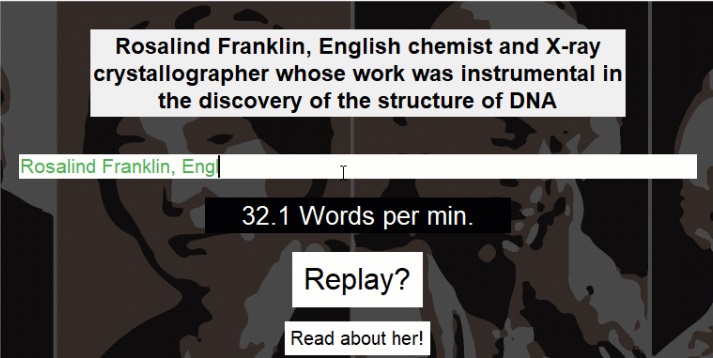 Rosalind Franklin, English chemist and X-ray
crystallographer whose work was instrumental in
the discovery of the structure of DNA
Rosalind Franklin, Engl
32.1 Words per min.
Replay?
Read about her!